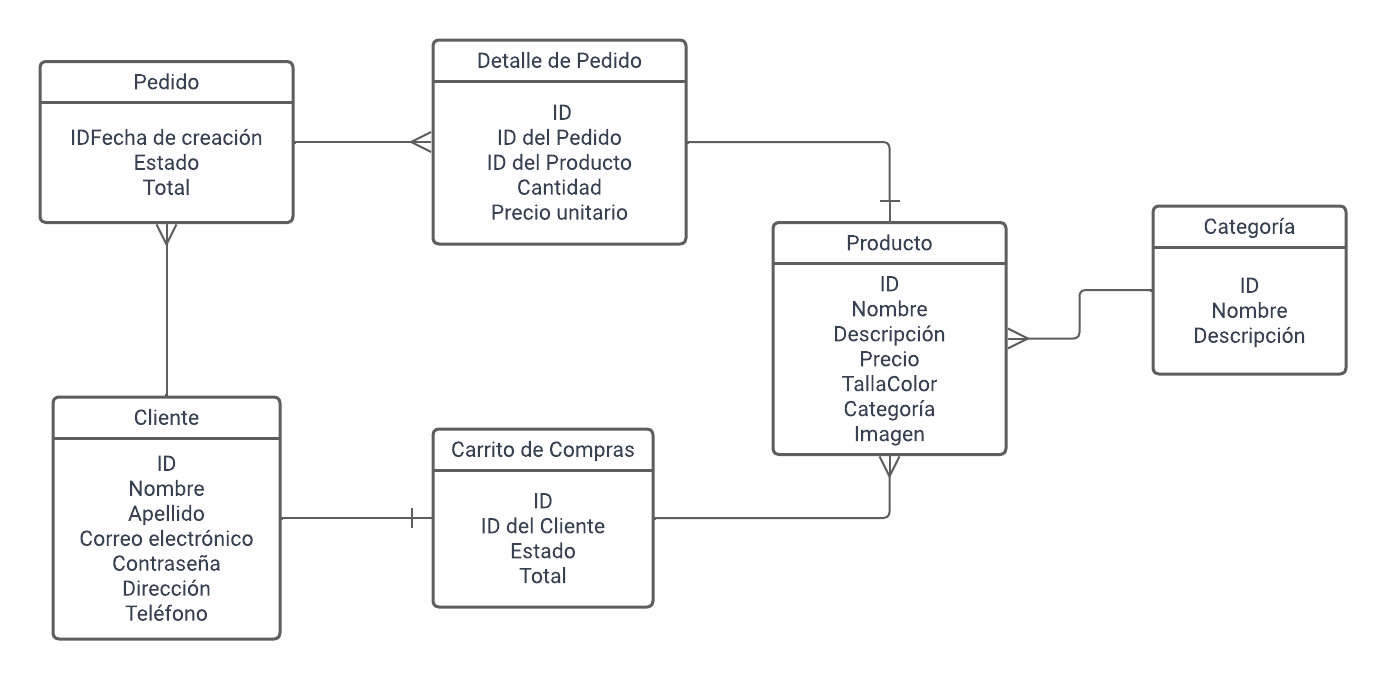 Pedido
IDFecha de creación
Estado
Total
Detalle de Pedido
ID
ID del Pedido
ID del Producto
Cantidad
Precio unitario
Producto
ID
Nombre
Descripción
Precio
TallaColor
Categoría
Imagen
Categoría
ID
Nombre
Descripción
Cliente
ID
Nombre
Apellido
Correo electrónico
Contraseña
Dirección
Teléfono
Carrito de Compras
ID
ID del Cliente
Estado
Total